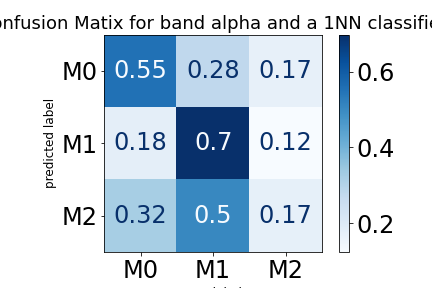 onfusion Matix for band alpha and a 1NN classifie
predicted label
M0
0.55 0.28 0.17
M1
0.18 0.7 0.12
M2
0.32 0.5 0.17
M0 M1 M2
0.6
0.4
0.2